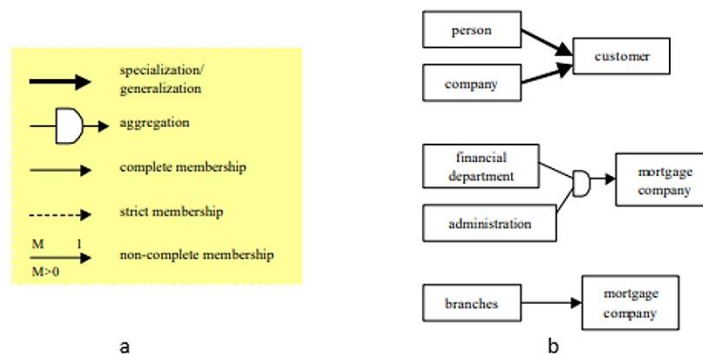 specialization/
generalization
aggregation
complete membership
strict membership
M 1
M>0
non-complete membership
a
person
company
customer
financial
department
administration
mortgage
company
branches
mortgage
company
b